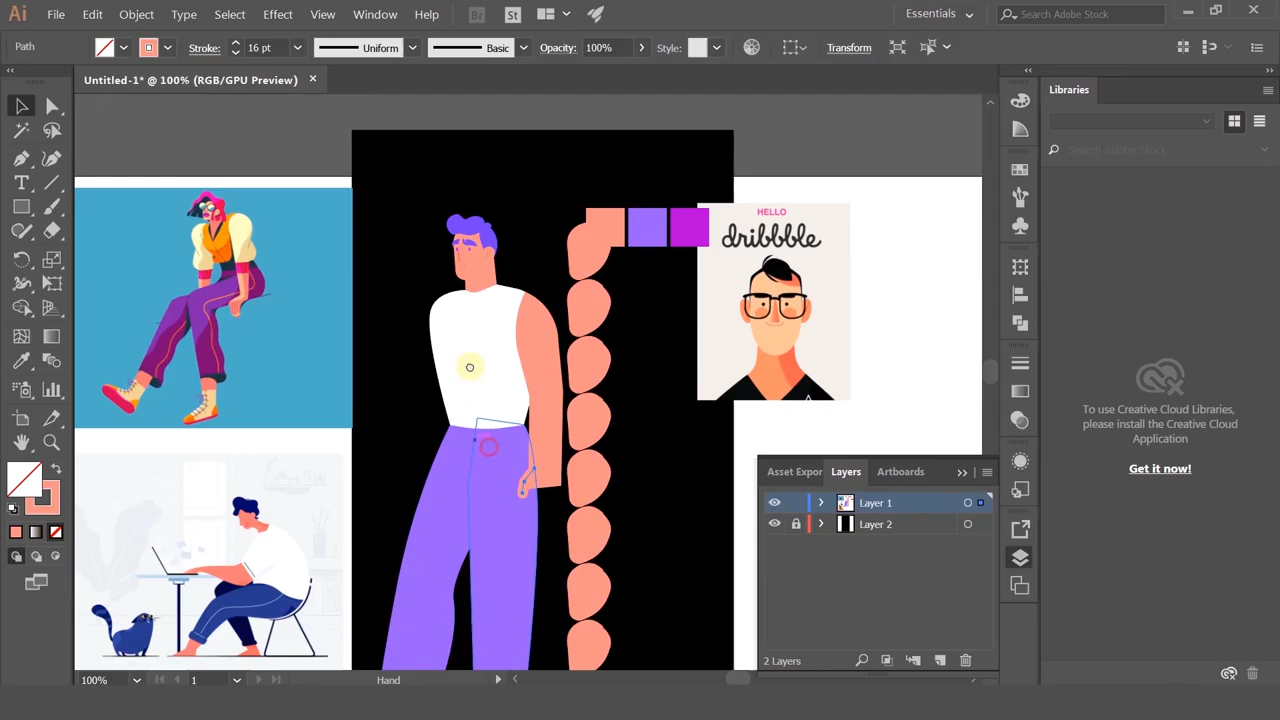 Ai File Edit Object Type Select Effect View Window Help Br St Essentials Search Adobe Stock
Path Stroke: 16 pt Uniform Basic Opacity: 100% Style: Transform
Untitled-1* @ 100% (RGB/GPU Preview)
Libraries
Search Adobe Stock
HELLO
dribbble
To use Creative Cloud Libraries,
please install the Creative Cloud
Application
Get it now!
Asset Expor Layers Artboards
Layer 1
Layer 2
2 Layers
100% 1 Hand